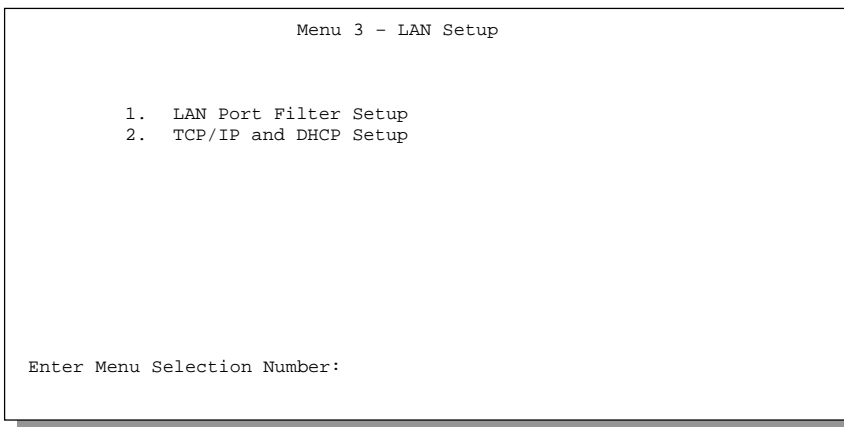 Menu 3 – LAN Setup
1. LAN Port Filter Setup
2. TCP/IP and DHCP Setup
Enter Menu Selection Number: